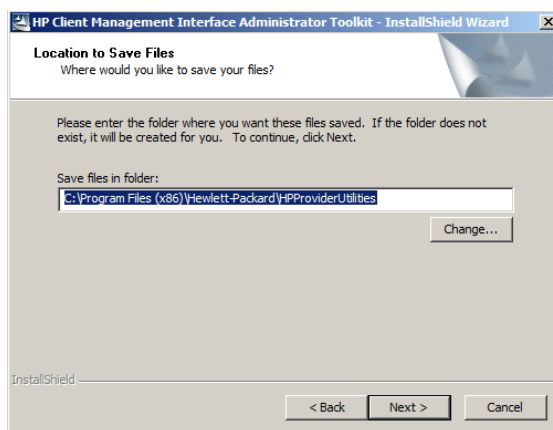 HP Client Management Interface Administrator Toolkit - InstallShield Wizard
Location to Save Files
Where would you like to save your files?
Please enter the folder where you want these files saved. If the folder does not
exist, it will be created for you. To continue, click Next.
Save files in folder:
C:\Program Files (x86)\Hewlett-Packard\HPProviderUtilities
Change...
InstallShield
< Back Next > Cancel